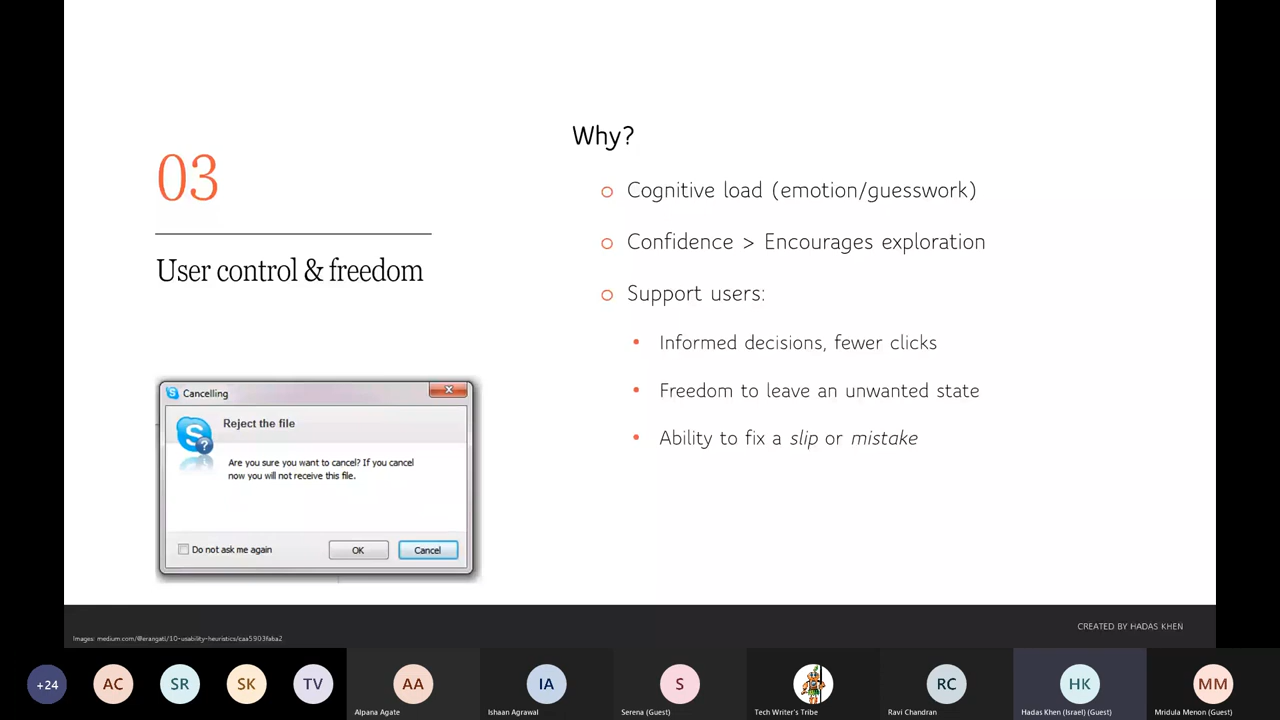 03
User control & freedom
Why?
Cognitive load (emotion/guesswork)
Confidence > Encourages exploration
Support users:
Informed decisions, fewer clicks
Freedom to leave an unwanted state
Ability to fix a slip or mistake
Cancelling
Reject the file
Are you sure you want to cancel? If you cancel
now you will not receive this file.
Do not ask me again
OK
Cancel
Images: medium.com/@erangatl/10-usability-heuristics/caa5903faba2
CREATED BY HADAS KHEN
+24
AC
SR
SK
TV
AA
Alpana Agate
IA
Ishaan Agrawal
S
Serena (Guest)
Tech Writer's Tribe
RC
Ravi Chandran
HK
Hadas Khen (Israel) (Guest)
MM
Mridula Menon (Guest)